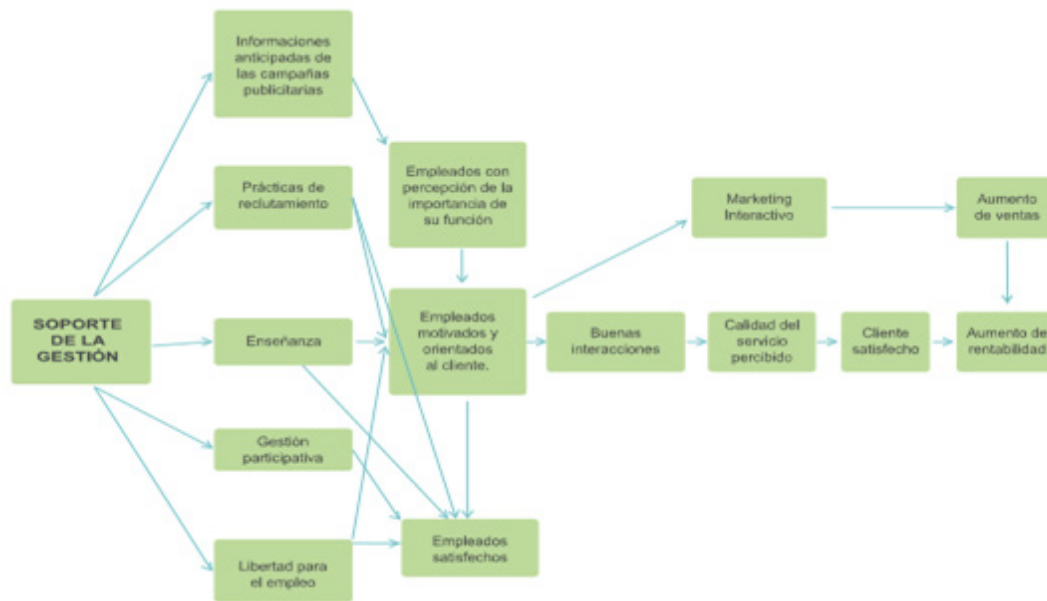 Informaciones
anticipadas de
las campañas
publicitarias
Empleados con
percepción de la
importancia de
su función
Prácticas de
reclutamiento
Marketing
Interactivo
Aumento
de ventas
SOPORTE
DE LA
GESTIÓN
Enseñanza
Empleados
motivados y
orientados
al cliente.
Buenas
interacciones
Calidad del
servicio
percibido
Cliente
satisfecho
Aumento de
rentabilidad
Gestión
participativa
Libertad para
el empleo
Empleados
satisfechos